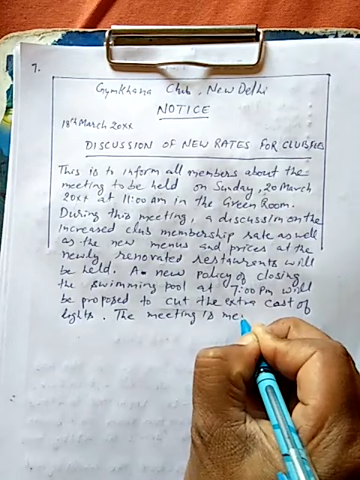 7.
Gymkhana Club, New Delhi
NOTICE
18th March 20xx
DISCUSSION OF NEW RATES FOR CLUB FEES
This is to inform all members about the
meeting to be held on Sunday, 20 March
20xx at 11:00 am in the Green Room.
During this meeting, a discussion on the
increased club membership rate as well
as the new menus and prices at the
newly renovated restaurants will
be held. A new policy of closing
the swimming pool at 7:00 Pm will
be proposed to cut the extra cost of
lights. The meeting is me